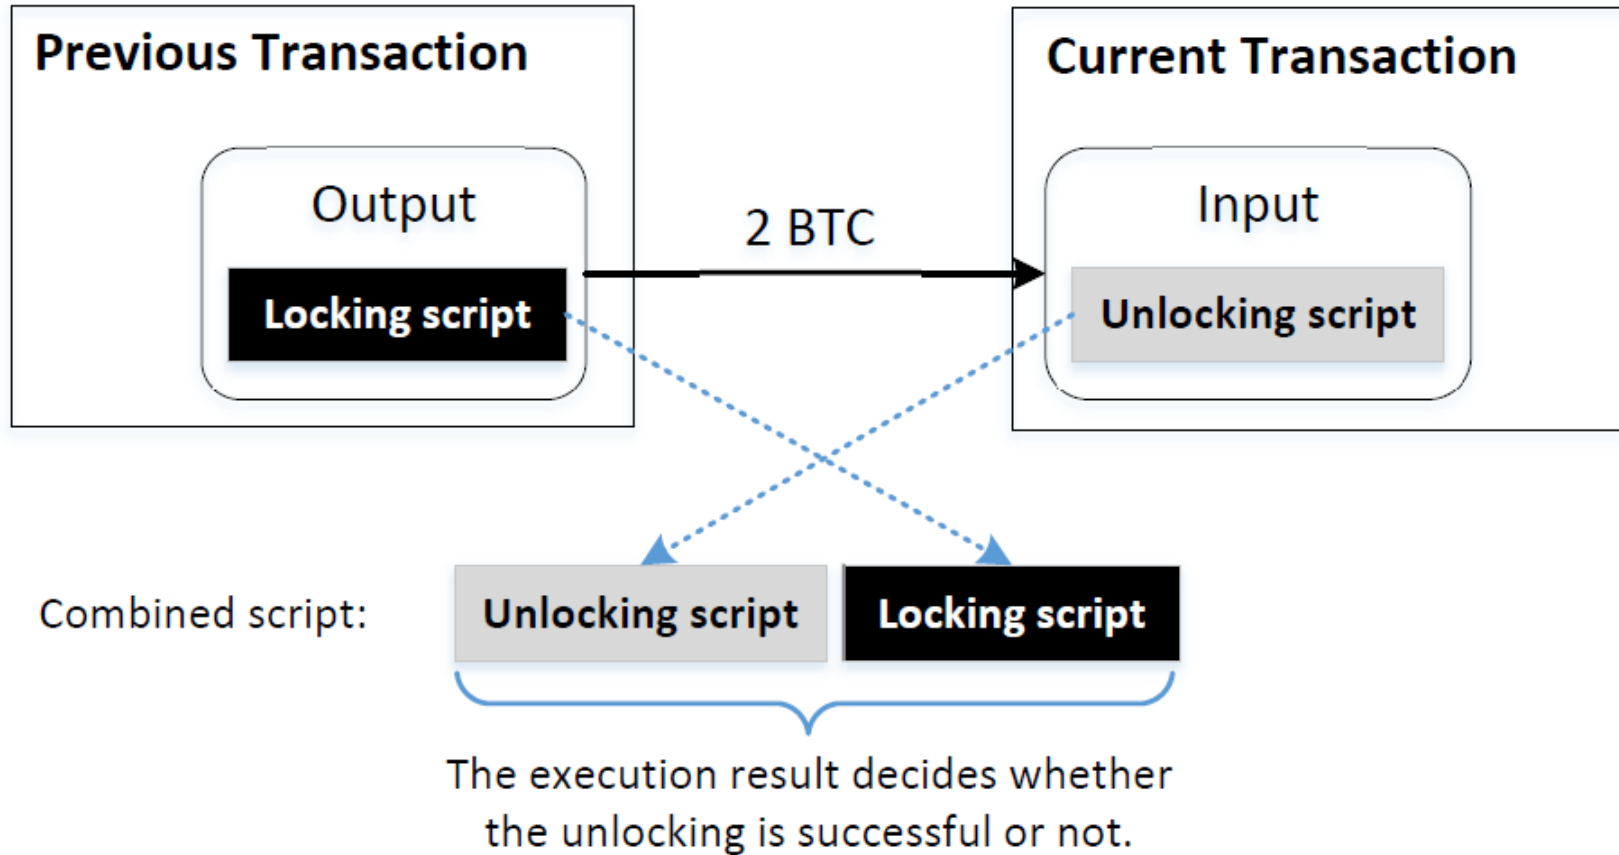 Previous Transaction
Current Transaction
Output
2 BTC
Input
Locking script
Unlocking script
Combined script:
Unlocking script
Locking script
The execution result decides whether
the unlocking is successful or not.